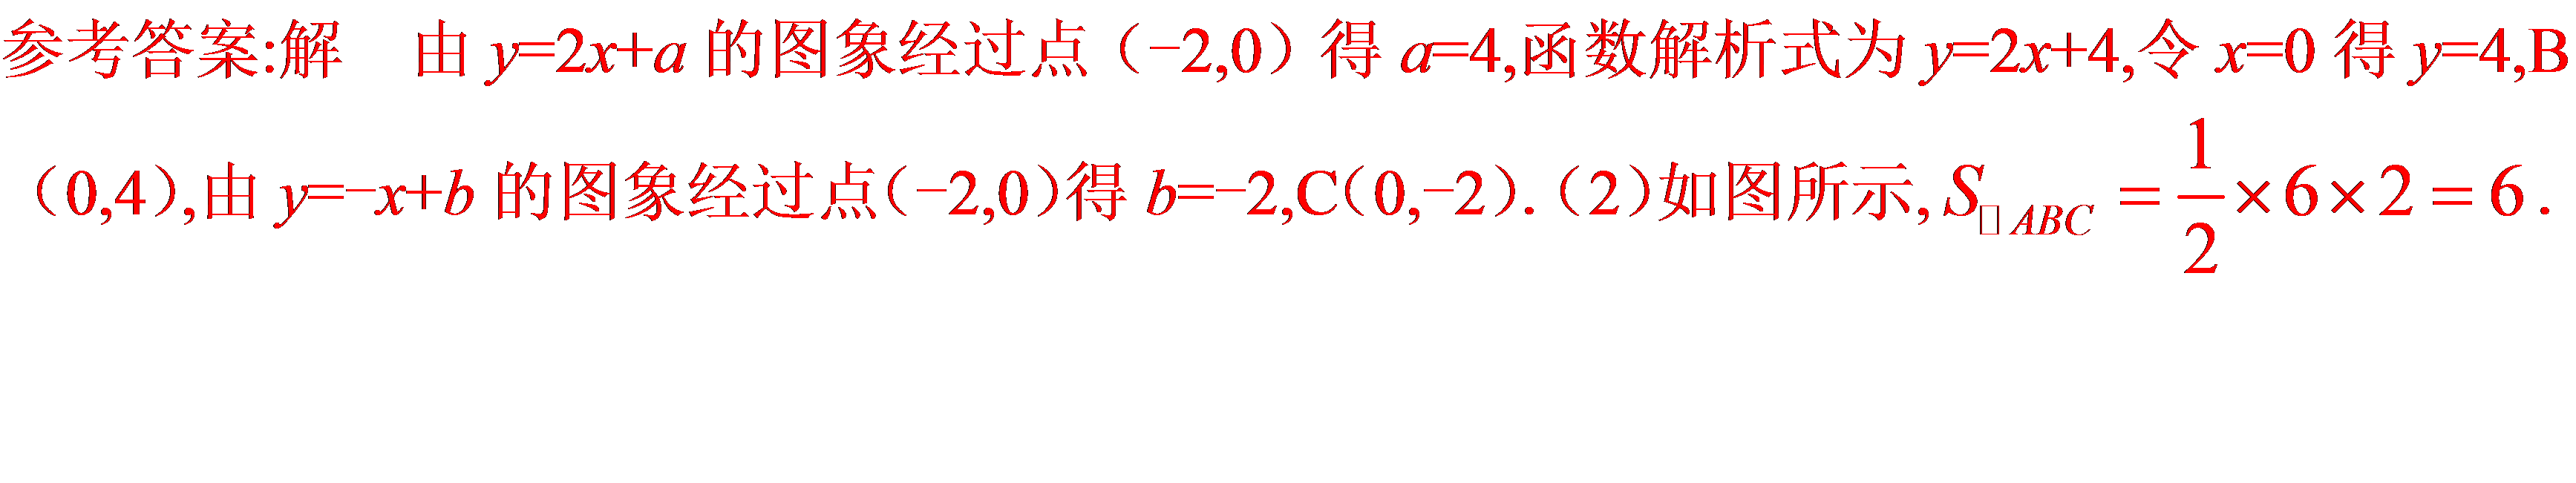 参考答案:解 由 y=2x+a 的图象经过点（−2,0）得 a=4,函数解析式为 y=2x+4,令 x=0 得 y=4,B
（0,4）,由 y=−x+b 的图象经过点(−2,0)得 b=−2,C(0,−2).（2）如图所示, S_{□ABC} = \frac{1}{2}×6×2=6.